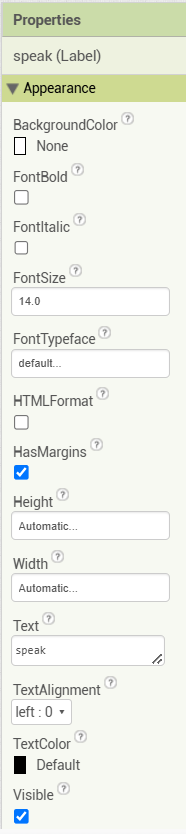 Properties
speak (Label)
▼ Appearance
BackgroundColor ?
None
FontBold ?
FontItalic ?
FontSize ?
14.0
FontTypeface ?
default...
HTMLFormat ?
HasMargins ?
Height ?
Automatic...
Width ?
Automatic...
Text ?
speak
TextAlignment ?
left : 0 ▾
TextColor ?
Default
Visible ?